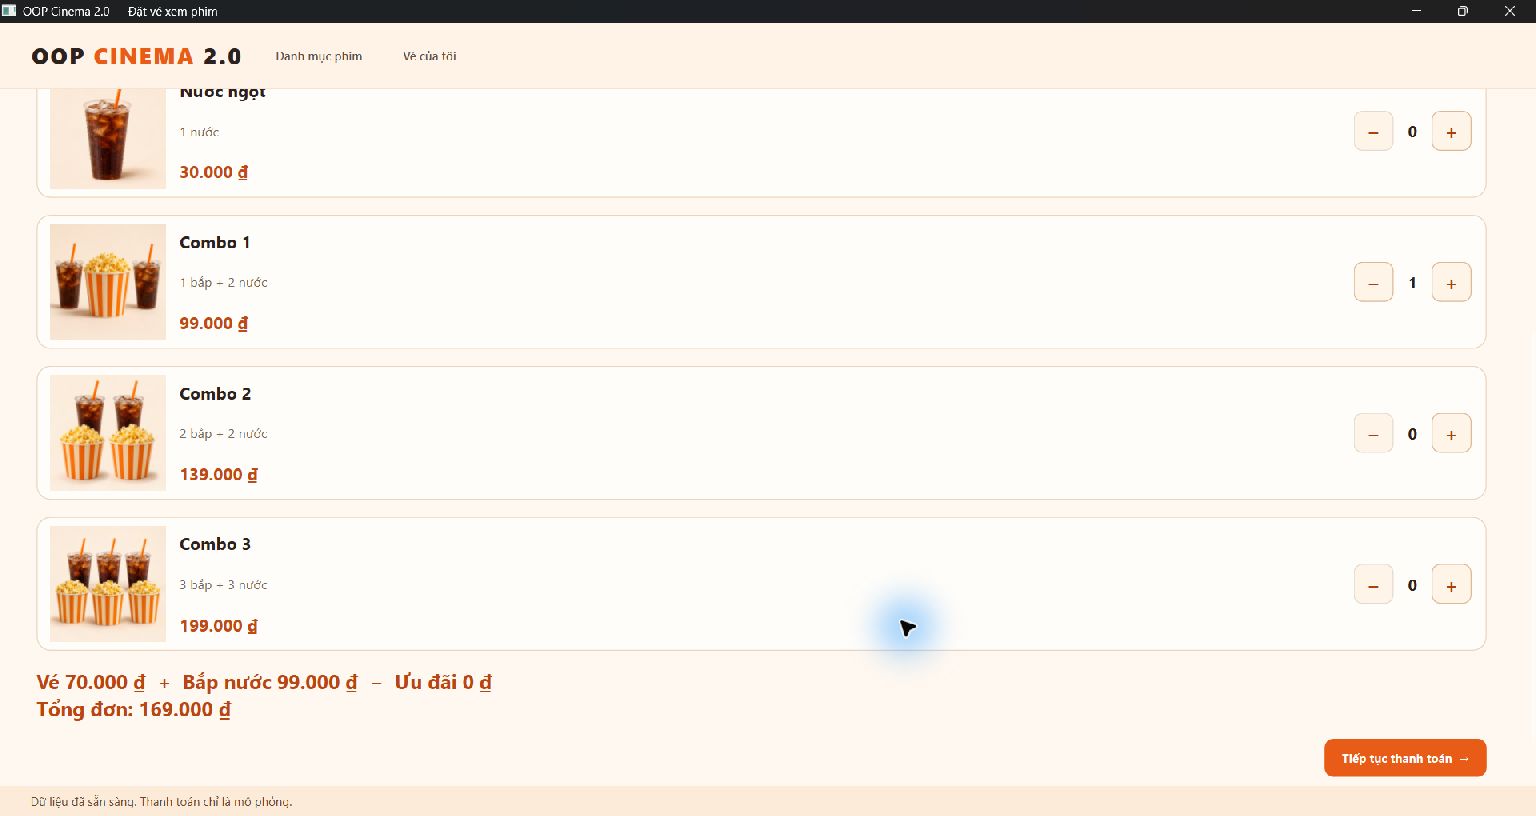 OOP Cinema 2.0 Đặt vé xem phim
OOP CINEMA 2.0
Danh mục phim
Vé của tôi
Nước ngọt
1 nước
30.000 ₫
− 0 +
Combo 1
1 bắp + 2 nước
99.000 ₫
− 1 +
Combo 2
2 bắp + 2 nước
139.000 ₫
− 0 +
Combo 3
3 bắp + 3 nước
199.000 ₫
− 0 +
Vé 70.000 ₫ + Bắp nước 99.000 ₫ − Ưu đãi 0 ₫
Tổng đơn: 169.000 ₫
Tiếp tục thanh toán →
Dữ liệu đã sẵn sàng. Thanh toán chỉ là mô phỏng.